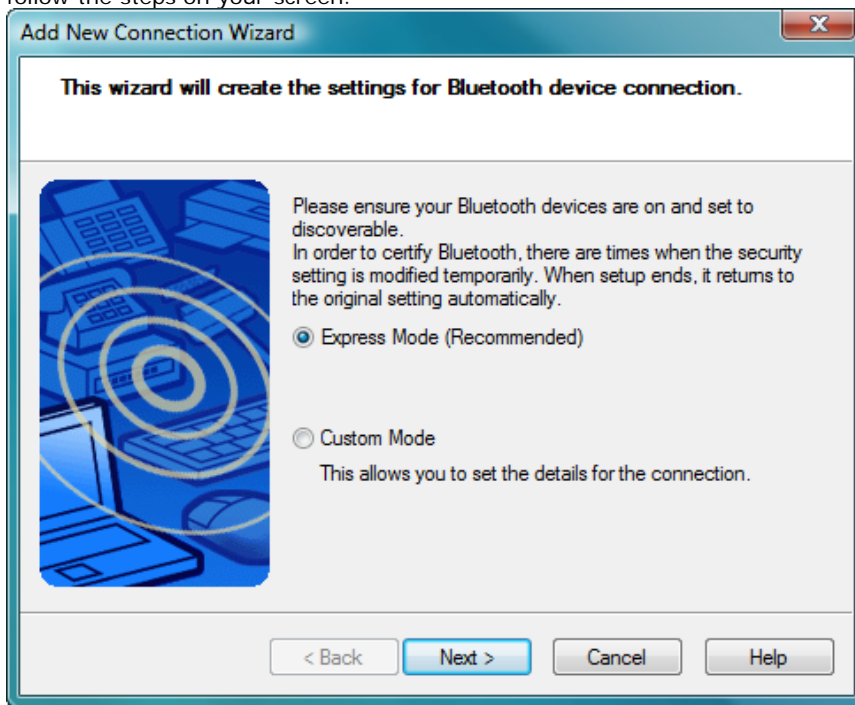 follow the steps on your screen.
Add New Connection Wizard
This wizard will create the settings for Bluetooth device connection.
Please ensure your Bluetooth devices are on and set to
discoverable.
In order to certify Bluetooth, there are times when the security
setting is modified temporarily. When setup ends, it returns to
the original setting automatically.
Express Mode (Recommended)
Custom Mode
This allows you to set the details for the connection.
< Back
Next >
Cancel
Help